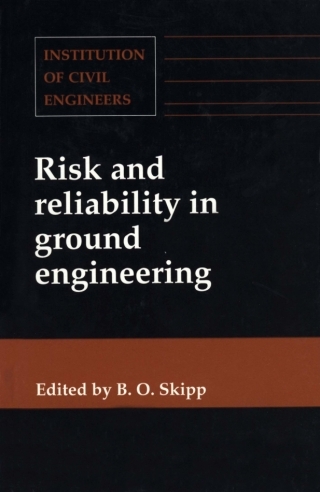 INSTITUTION
OF CIVIL
ENGINEERS
Risk and
reliability in
ground
engineering
Edited by B. O. Skipp